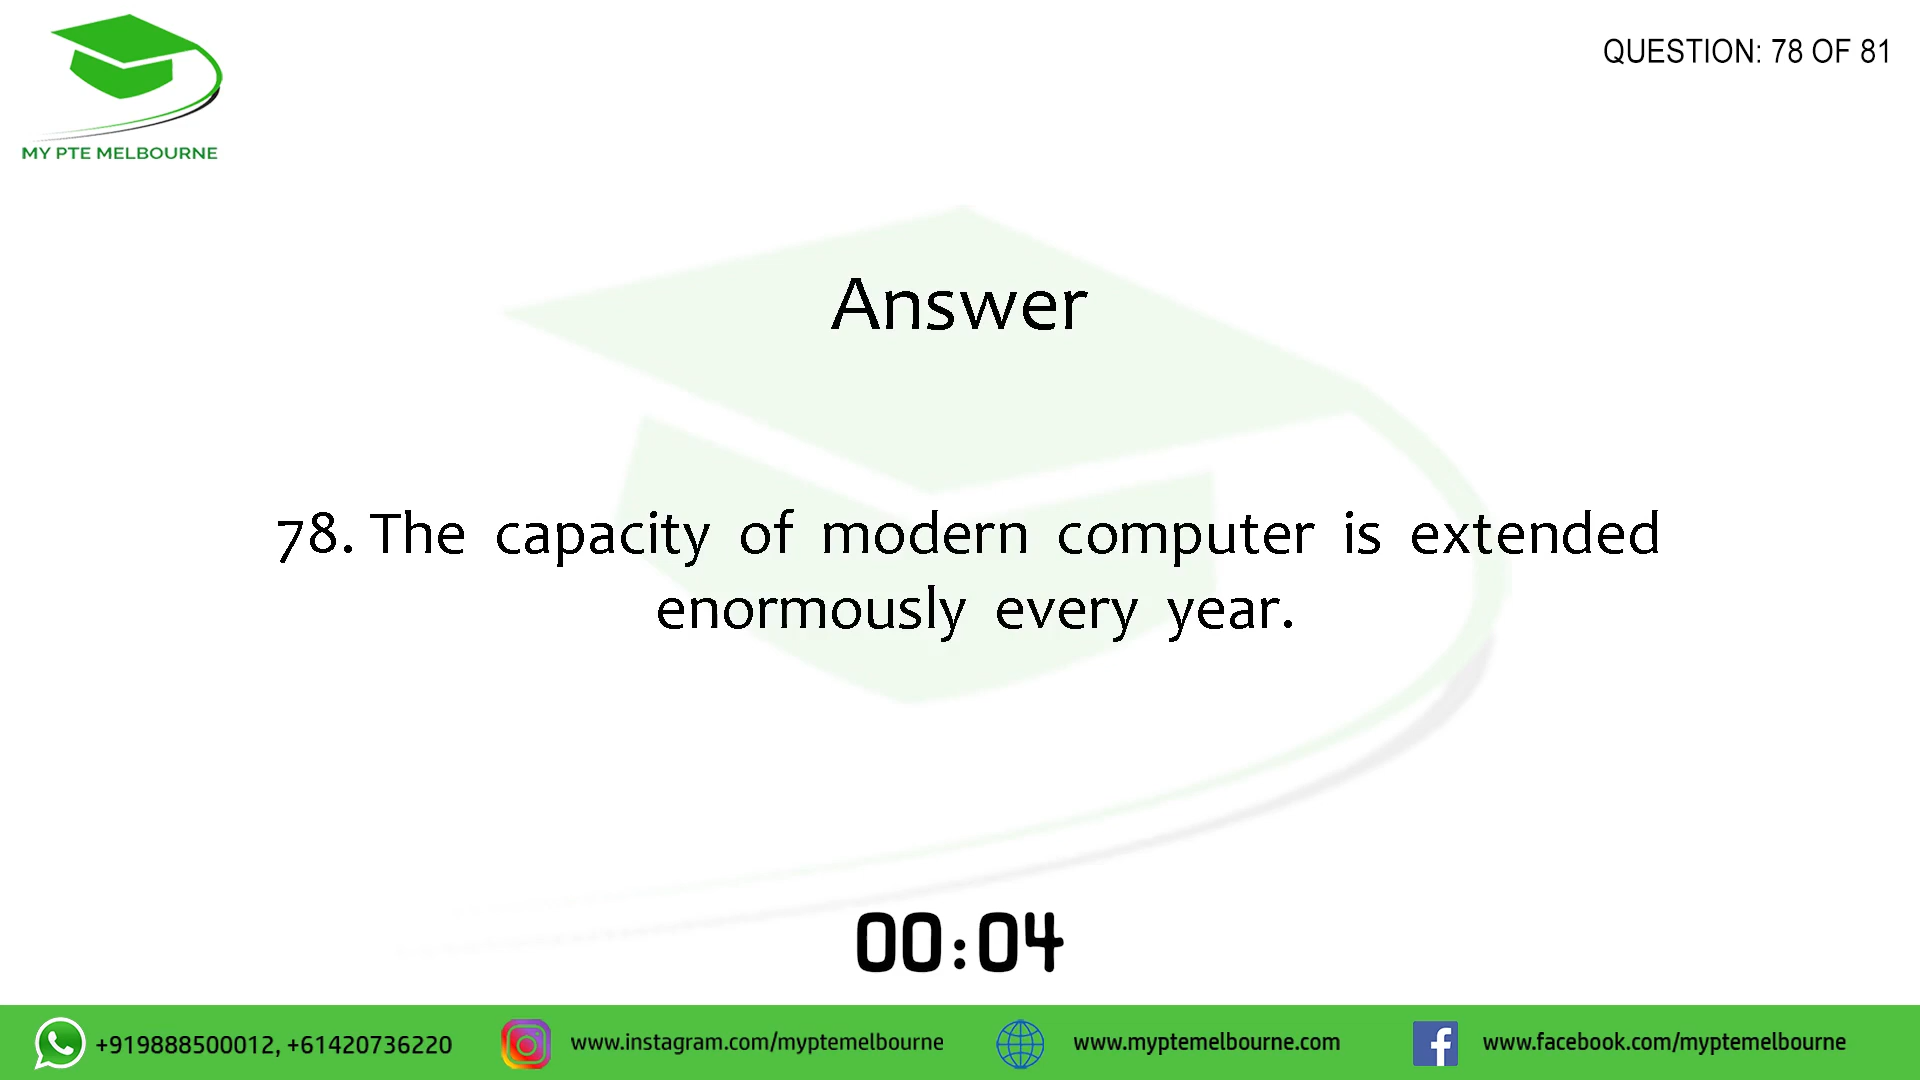 QUESTION: 78 OF 81
MY PTE MELBOURNE
Answer
78. The capacity of modern computer is extended
enormously every year.
00:04
+919888500012, +61420736220
www.instagram.com/myptemelbourne
www.myptemelbourne.com
www.facebook.com/myptemelbourne